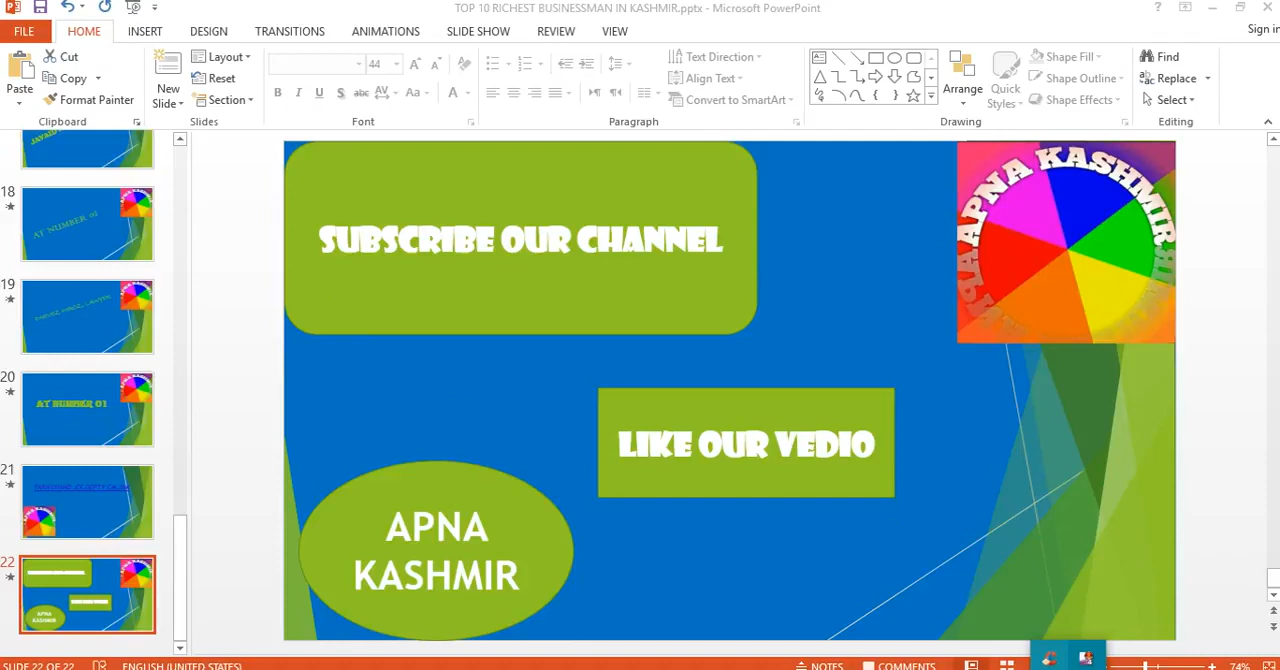 TOP 10 RICHEST BUSINESSMAN IN KASHMIR.pptx - PowerPoint
Sign in
FILE HOME INSERT DESIGN TRANSITIONS ANIMATIONS SLIDE SHOW REVIEW VIEW
Paste
Cut
Copy
Format Painter
Clipboard
New Slide
Layout
Reset
Section
Slides
44
Font
Text Direction
Align Text
Convert to SmartArt
Paragraph
Arrange
Quick Styles
Shape Fill
Shape Outline
Shape Effects
Drawing
Find
Replace
Select
Editing
18
AT NUMBER 02
19
20
AT NUMBER 01
21
22
SUBSCRIBE OUR CHANNEL
APNA KASHMIR
LIKE OUR VEDIO
APNA
KASHMIR
SLIDE 22 OF 22
ENGLISH (UNITED STATES)
NOTES
COMMENTS
74%